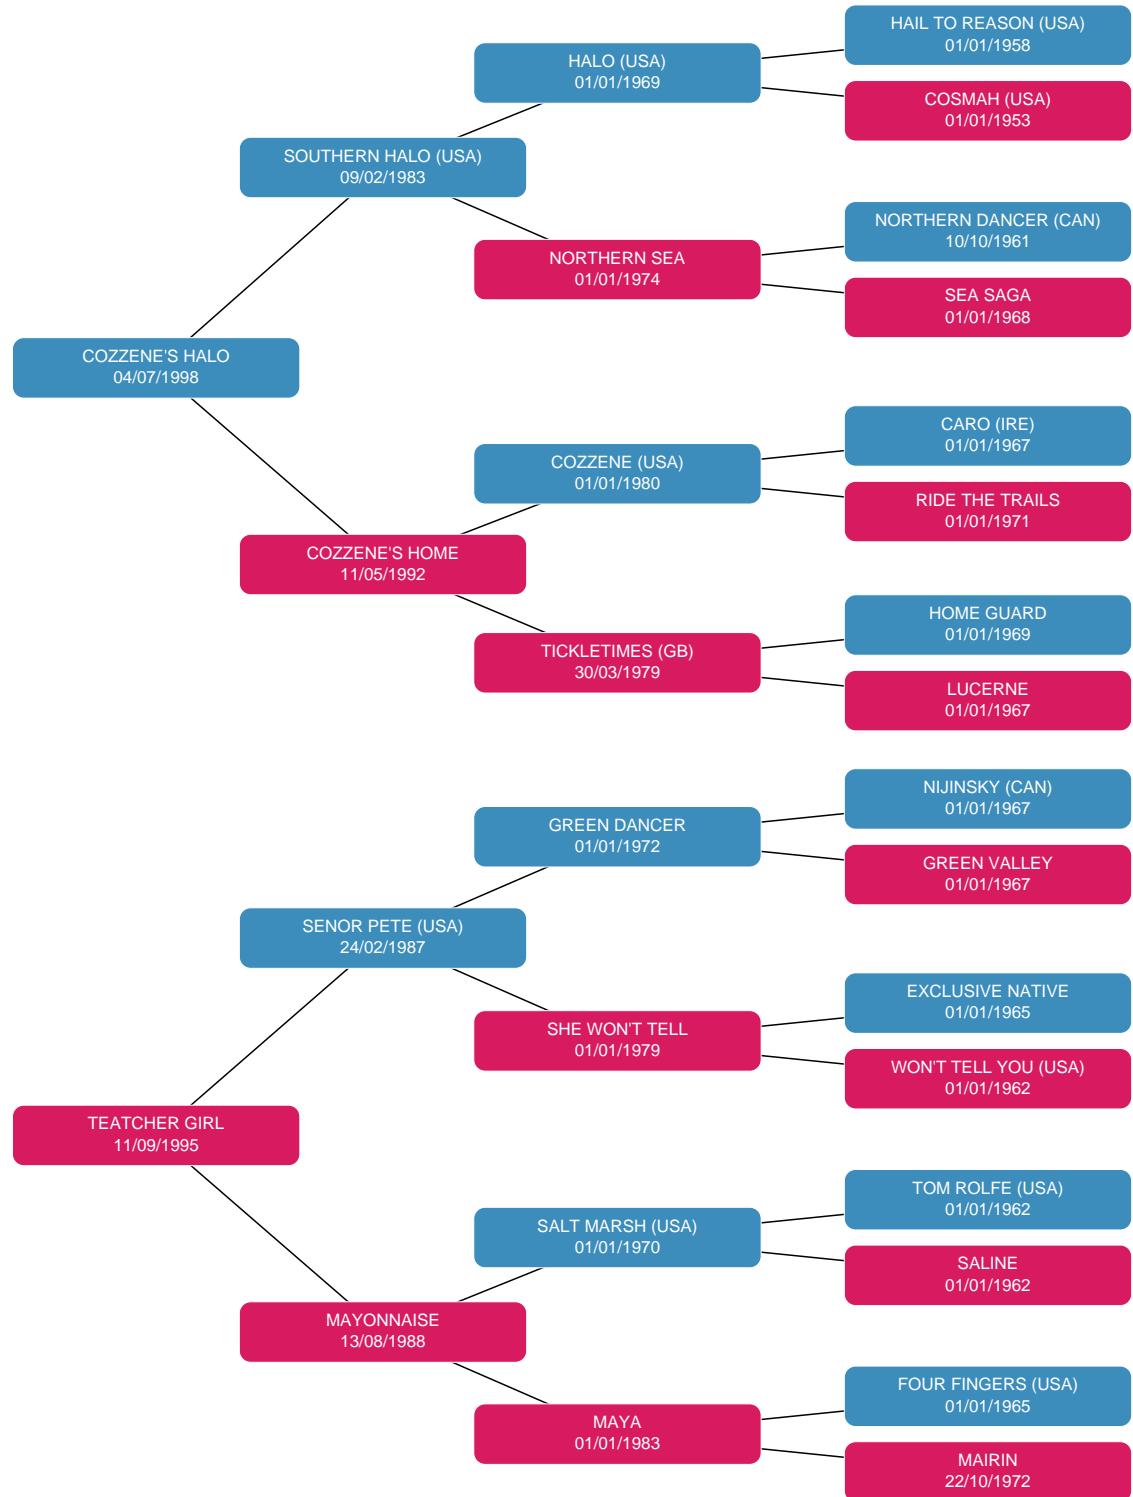 HAIL TO REASON (USA)
01/01/1958
HALO (USA)
01/01/1969
COSMAH (USA)
01/01/1953
SOUTHERN HALO (USA)
09/02/1983
NORTHERN DANCER (CAN)
10/10/1961
NORTHERN SEA
01/01/1974
SEA SAGA
01/01/1968
COZZENE'S HALO
04/07/1998
CARO (IRE)
01/01/1967
COZZENE (USA)
01/01/1980
RIDE THE TRAILS
01/01/1971
COZZENE'S HOME
11/05/1992
HOME GUARD
01/01/1969
TICKLETIMES (GB)
30/03/1979
LUCERNE
01/01/1967
NIJINSKY (CAN)
01/01/1967
GREEN DANCER
01/01/1972
GREEN VALLEY
01/01/1967
SENOR PETE (USA)
24/02/1987
EXCLUSIVE NATIVE
01/01/1965
SHE WON'T TELL
01/01/1979
WON'T TELL YOU (USA)
01/01/1962
TEATCHER GIRL
11/09/1995
TOM ROLFE (USA)
01/01/1962
SALT MARSH (USA)
01/01/1970
SALINE
01/01/1962
MAYONNAISE
13/08/1988
FOUR FINGERS (USA)
01/01/1965
MAYA
01/01/1983
MAIRIN
22/10/1972